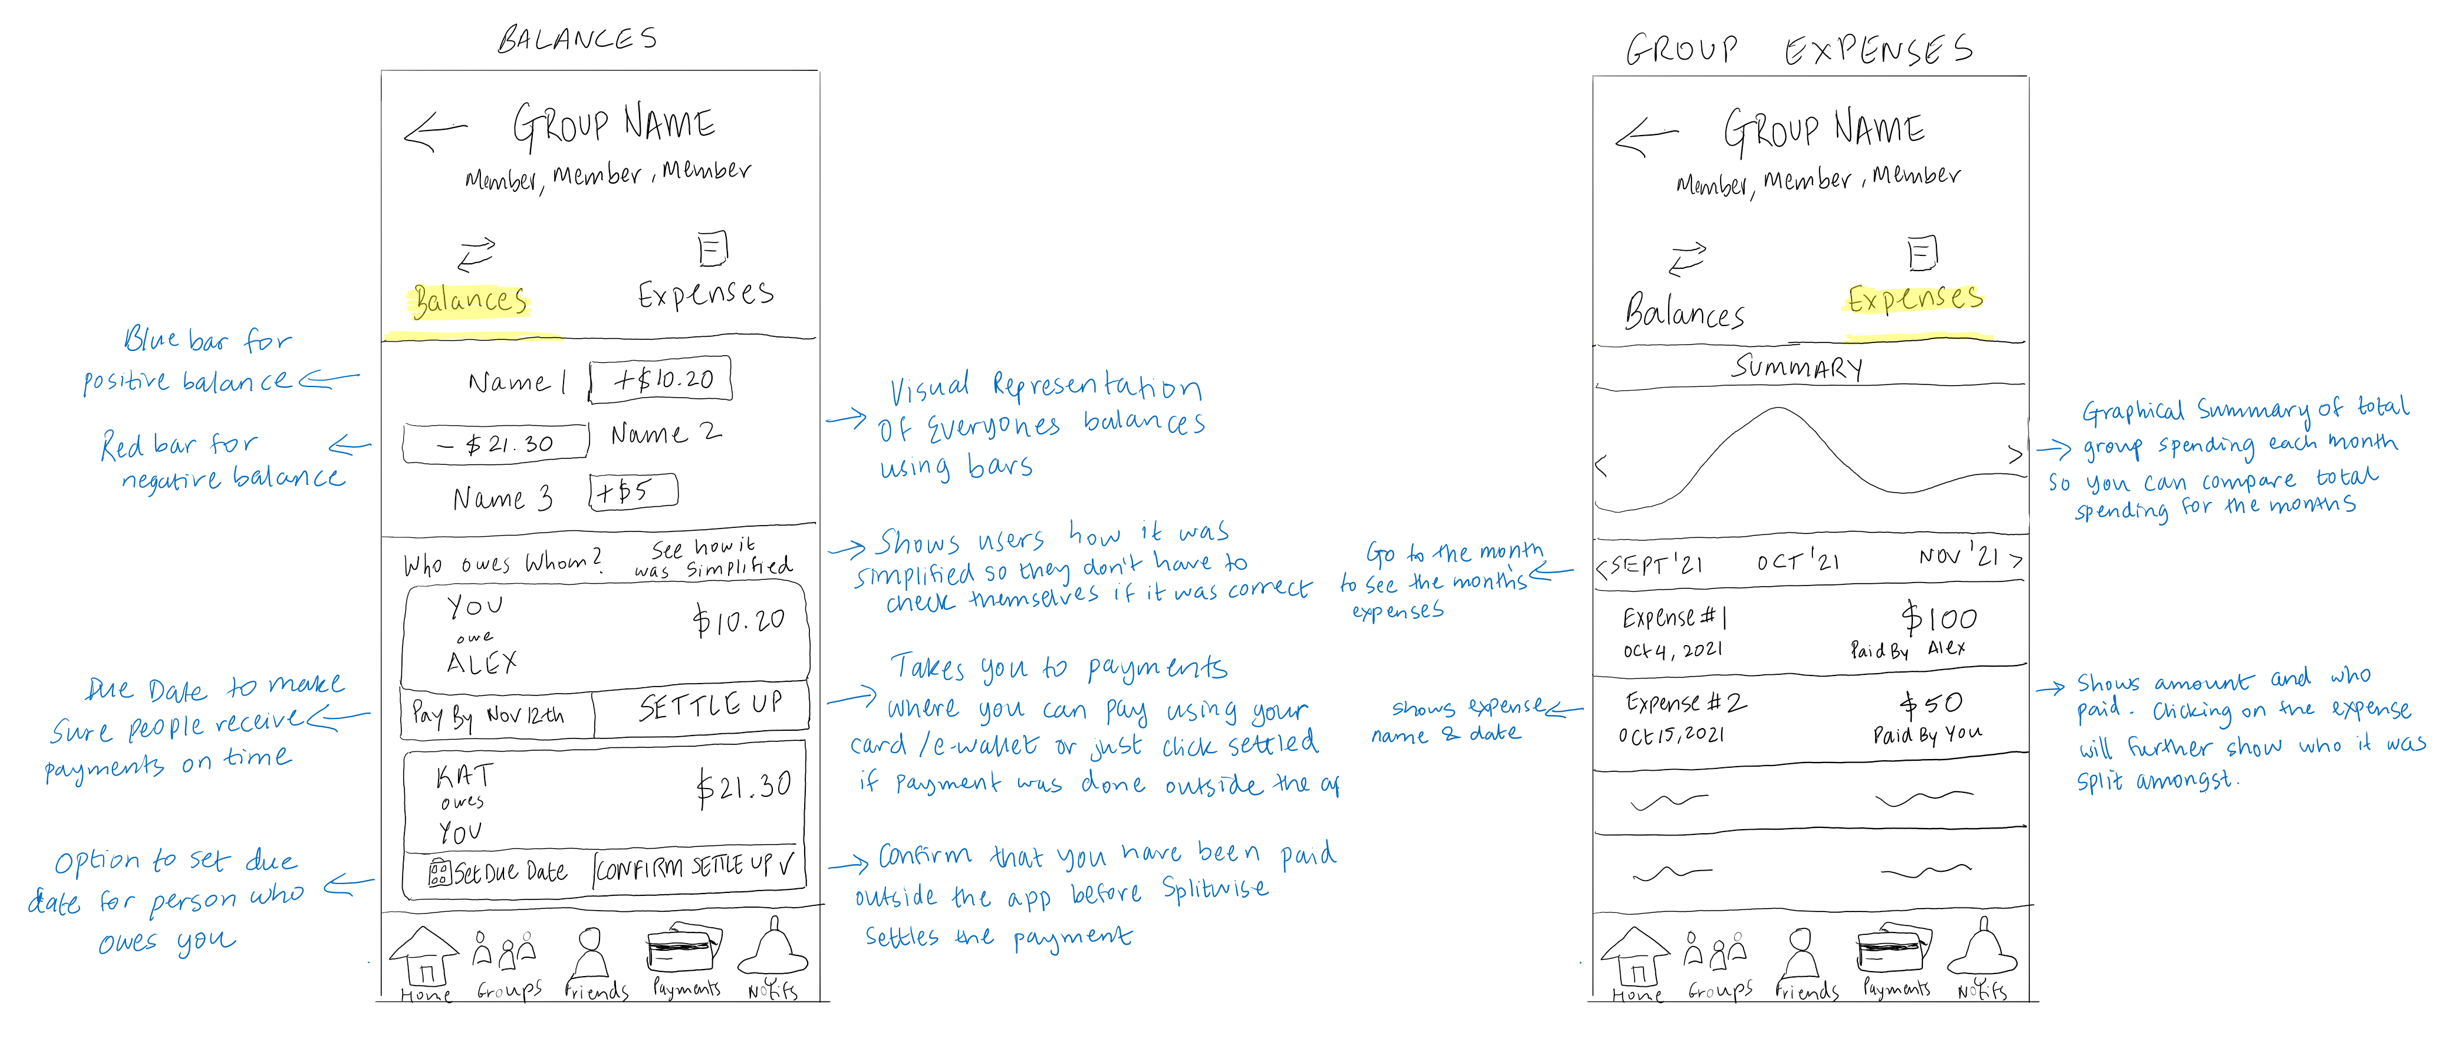 BALANCES
GROUP NAME
Member, Member, Member
Balances
Expenses
Blue bar for
positive balance
Red bar for
negative balance
Name 1 +$10.20
- $21.30 Name 2
Name 3 +$5
Visual Representation
Of Everyones balances
using bars
Who owes Whom?
See how it
was simplified
Shows users how it was
simplified so they don't have to
check themselves if it was correct
YOU
owe
ALEX
$10.20
Pay By Nov 12th
SETTLE UP
Due Date to make
Sure people receive
payments on time
Takes you to payments
where you can pay using your
card/e-wallet or just click settled
if payment was done outside the ap
KAT
owes
YOU
$21.30
Set Due Date
CONFIRM SETTLE UP ✓
Option to set due
date for person who
owes you
Confirm that you have been paid
outside the app before Splitwise
settles the payment
Home Groups Friends Payments Notifs
GROUP EXPENSES
GROUP NAME
Member, Member, Member
Balances
Expenses
SUMMARY
< >
Graphical Summary of total
group spending each month
so you can compare total
spending for the months
<SEPT '21 OCT '21 NOV '21 >
Go to the month
to see the month's
expenses
Expense #1 $100
Oct 4, 2021 Paid By Alex
Expense #2 $50
Oct 15, 2021 Paid By You
shows expense
name & date
Shows amount and who
paid. Clicking on the expense
will further show who it was
split amongst.
Home Groups Friends Payments Notifs